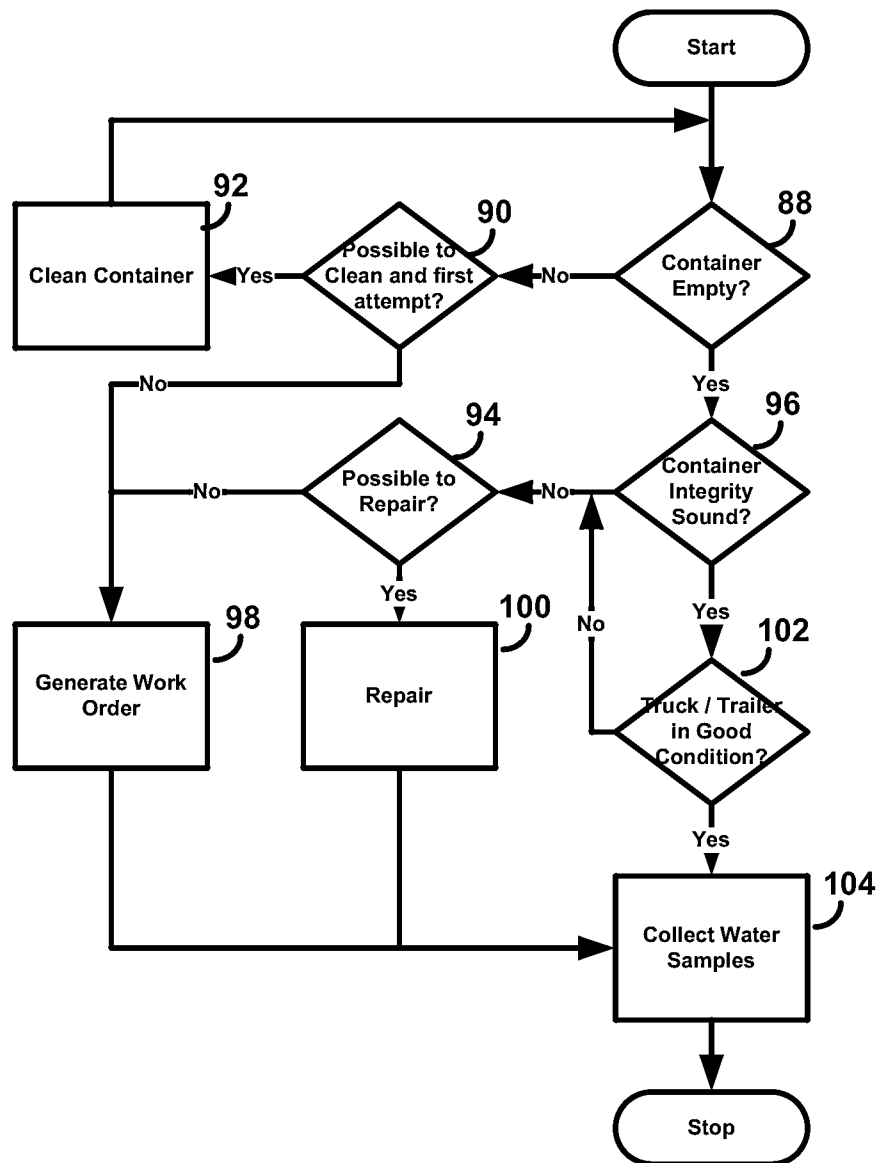 Start
92
90
88
Clean Container
Yes
Possible to
Clean and first
attempt?
No
Container
Empty?
No
Yes
94
96
No
Possible to
Repair?
No
Container
Integrity
Sound?
Yes
Yes
98
100
No
102
Generate Work
Order
Repair
Truck / Trailer
in Good
Condition?
Yes
104
Collect Water
Samples
Stop